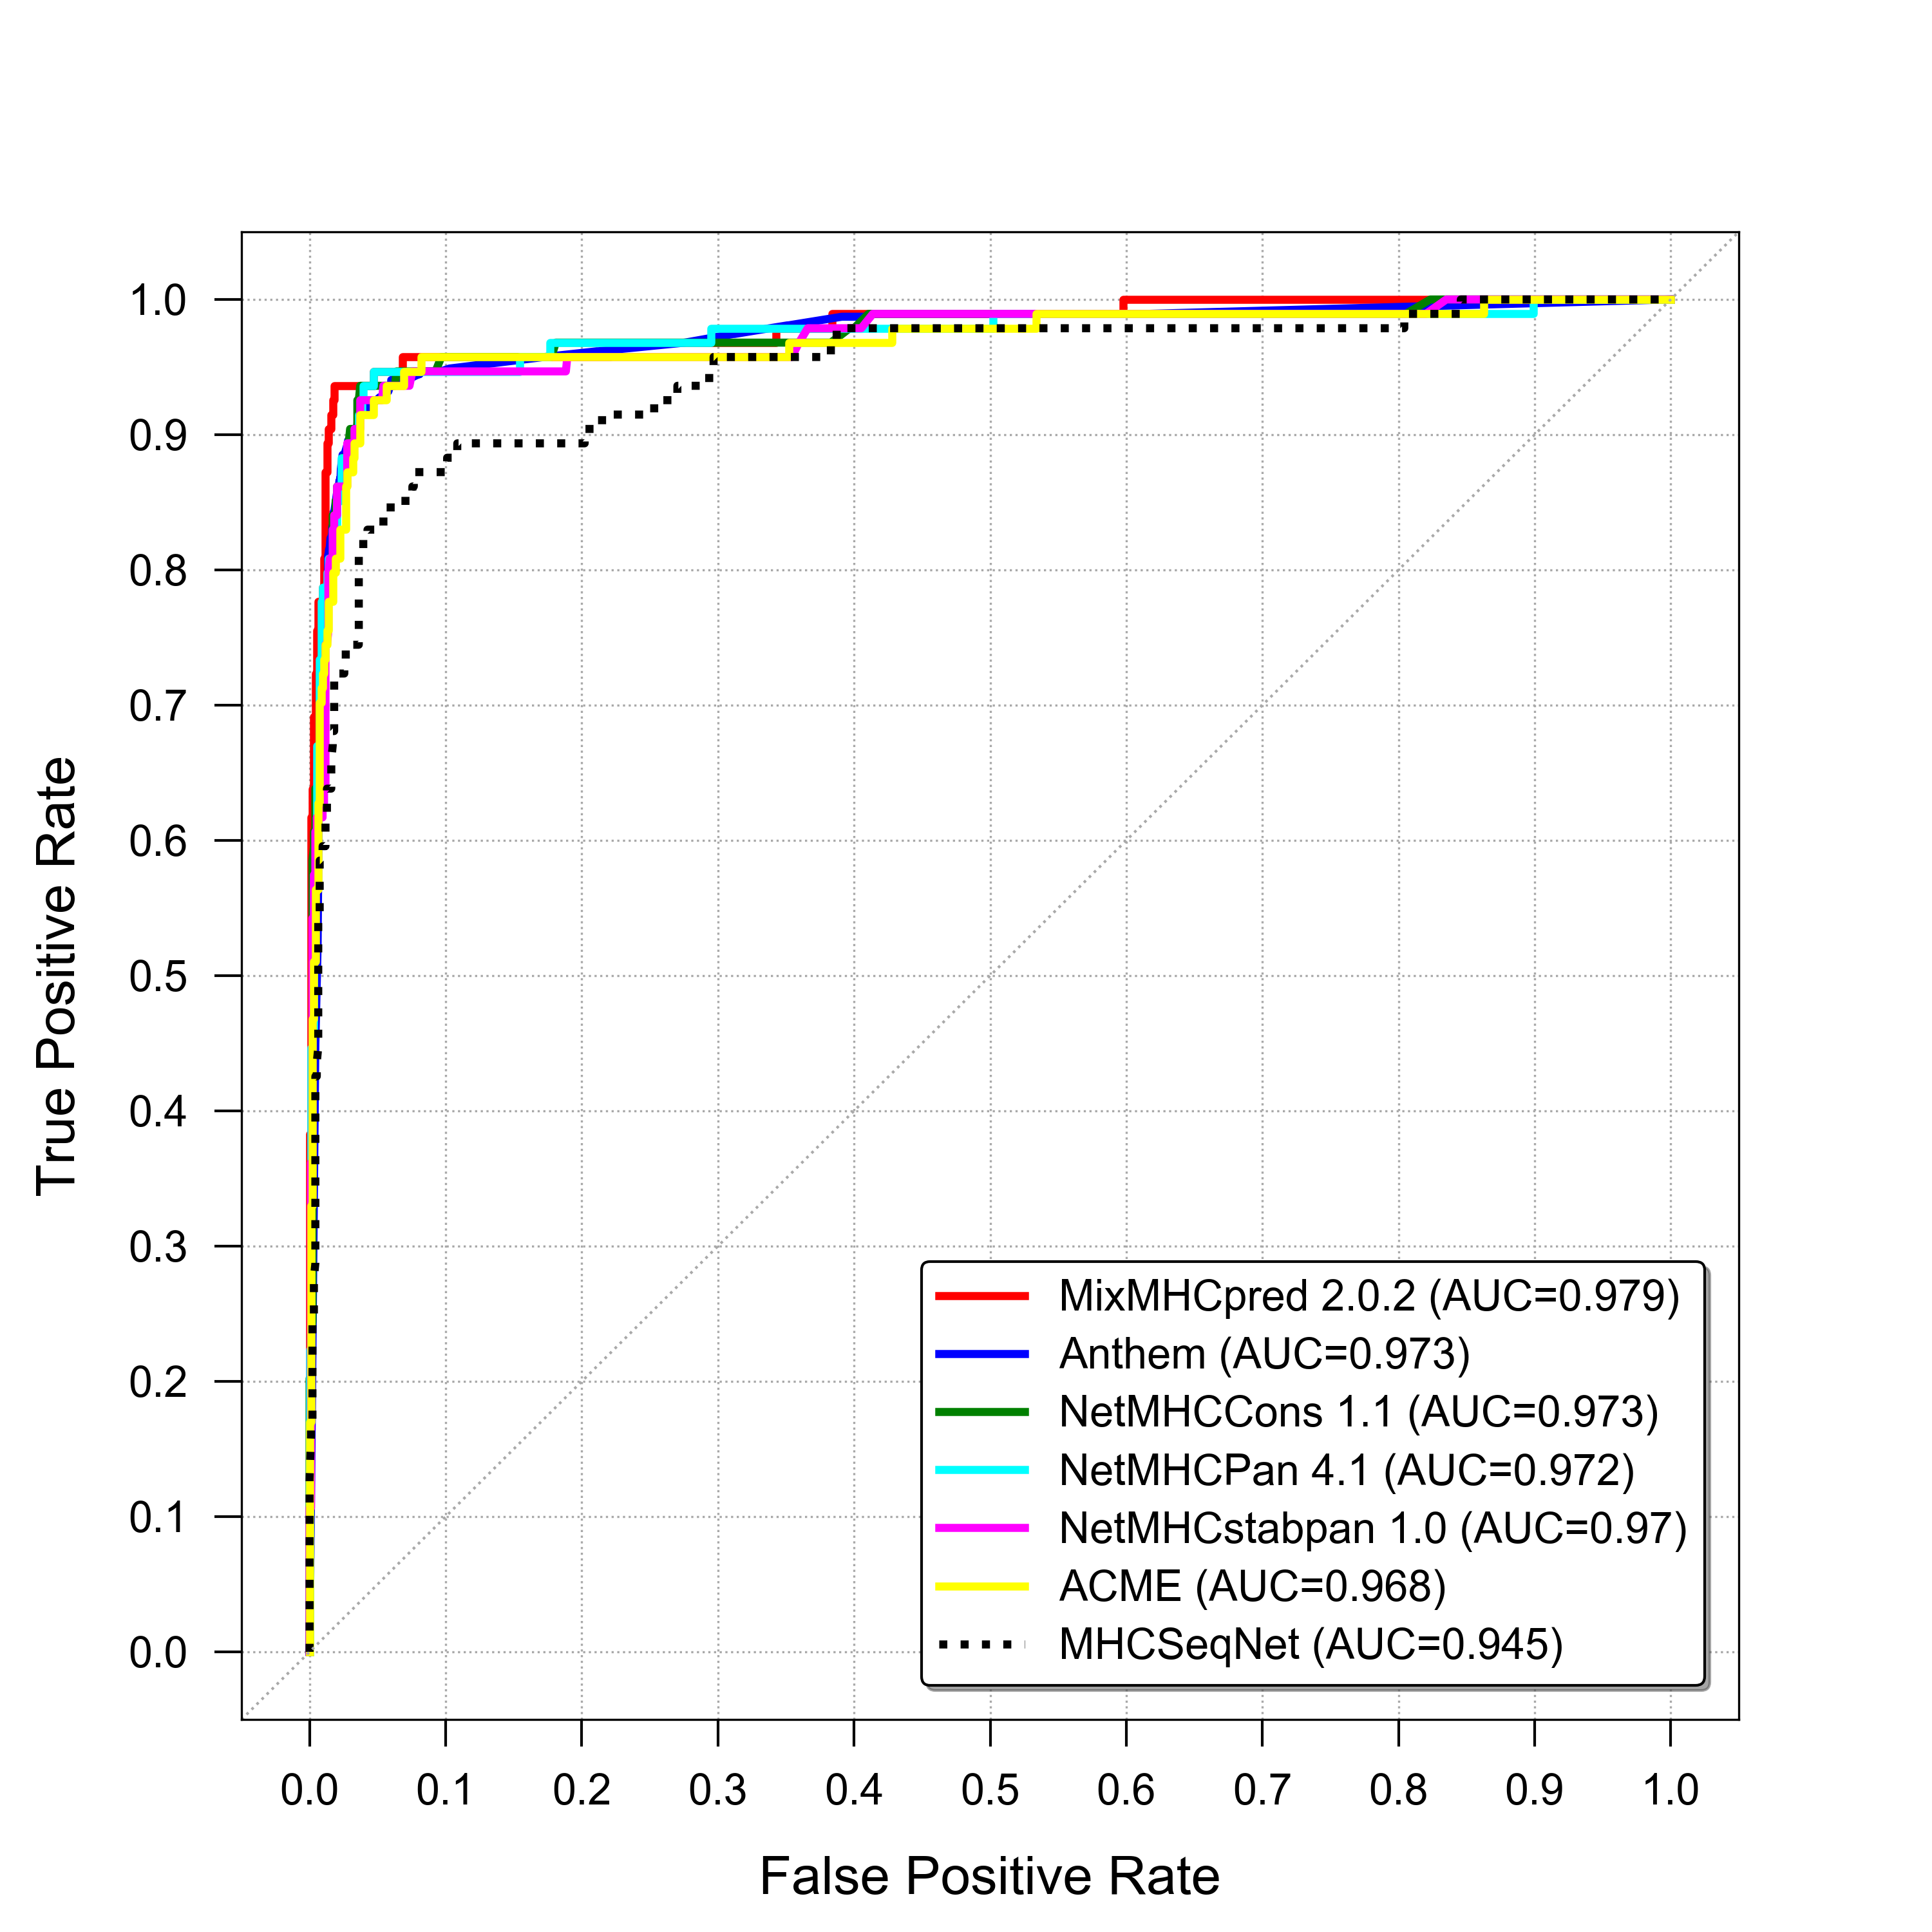 1.0
0.9
0.8
0.7
0.6
0.5
0.4
0.3
0.2
0.1
0.0
True Positive Rate
MixMHCpred 2.0.2 (AUC=0.979)
Anthem (AUC=0.973)
NetMHCCons 1.1 (AUC=0.973)
NetMHCPan 4.1 (AUC=0.972)
NetMHCstabpan 1.0 (AUC=0.97)
ACME (AUC=0.968)
MHCSeqNet (AUC=0.945)
0.0 0.1 0.2 0.3 0.4 0.5 0.6 0.7 0.8 0.9 1.0
False Positive Rate